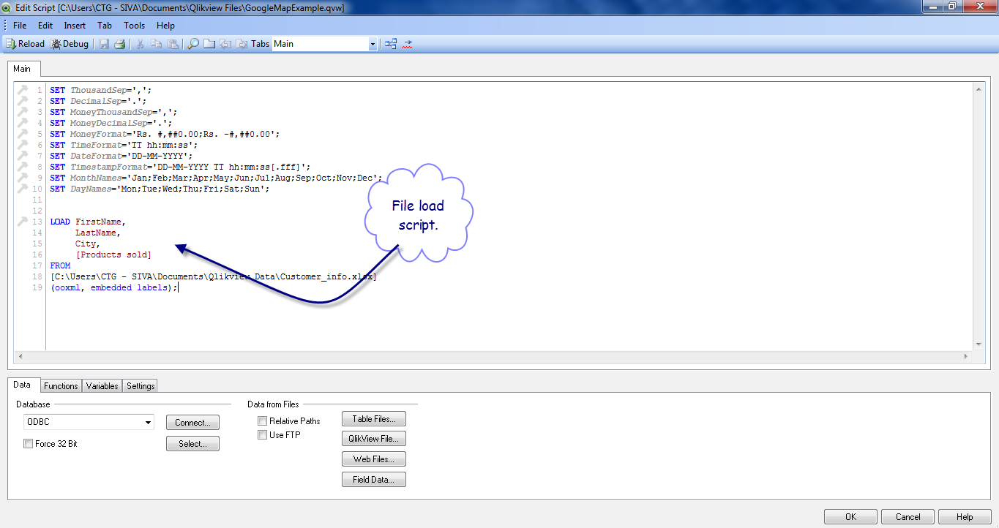 Edit Script [C:\Users\CTG - SIVA\Documents\Qlikview Files\GoogleMapExample.qvw]
File Edit Insert Tab Tools Help
Reload Debug Tabs Main
Main
1 SET ThousandSep=',';
2 SET DecimalSep='.';
3 SET MoneyThousandSep=',';
4 SET MoneyDecimalSep='.';
5 SET MoneyFormat='Rs. #,##0.00;Rs. -#,##0.00';
6 SET TimeFormat='TT hh:mm:ss';
7 SET DateFormat='DD-MM-YYYY';
8 SET TimestampFormat='DD-MM-YYYY TT hh:mm:ss[.fff]';
9 SET MonthNames='Jan;Feb;Mar;Apr;May;Jun;Jul;Aug;Sep;Oct;Nov;Dec';
10 SET DayNames='Mon;Tue;Wed;Thu;Fri;Sat;Sun';
11
12
13 LOAD FirstName,
14 LastName,
15 City,
16 [Products sold]
17 FROM
18 [C:\Users\CTG - SIVA\Documents\Qlikview Data\Customer_info.xlsx]
19 (ooxml, embedded labels);
File load
script.
Data Functions Variables Settings
Database
ODBC
Connect...
Force 32 Bit
Select...
Data from Files
Relative Paths
Use FTP
Table Files...
QlikView File...
Web Files...
Field Data...
OK Cancel Help